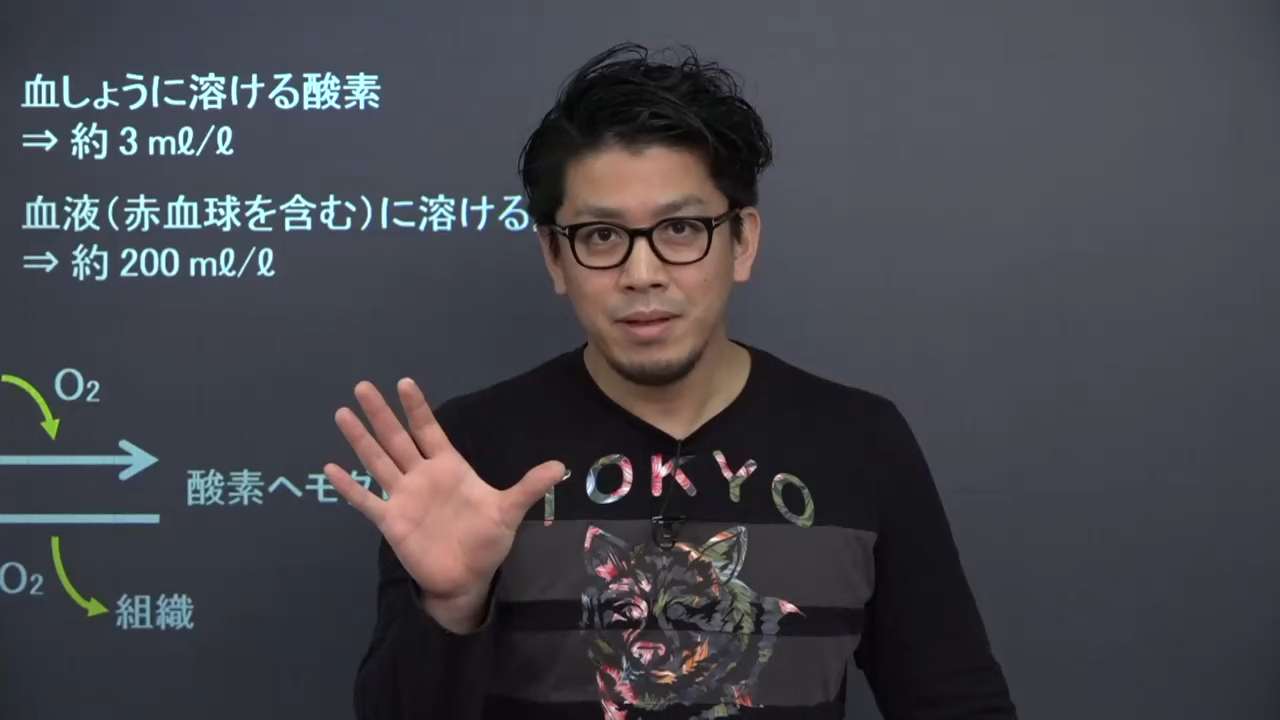 血しょうに溶ける酸素
⇒ 約 3 mℓ/ℓ
血液（赤血球を含む）に溶ける
⇒ 約 200 mℓ/ℓ
O₂
酸素ヘモグ
O₂
組織
TOKYO